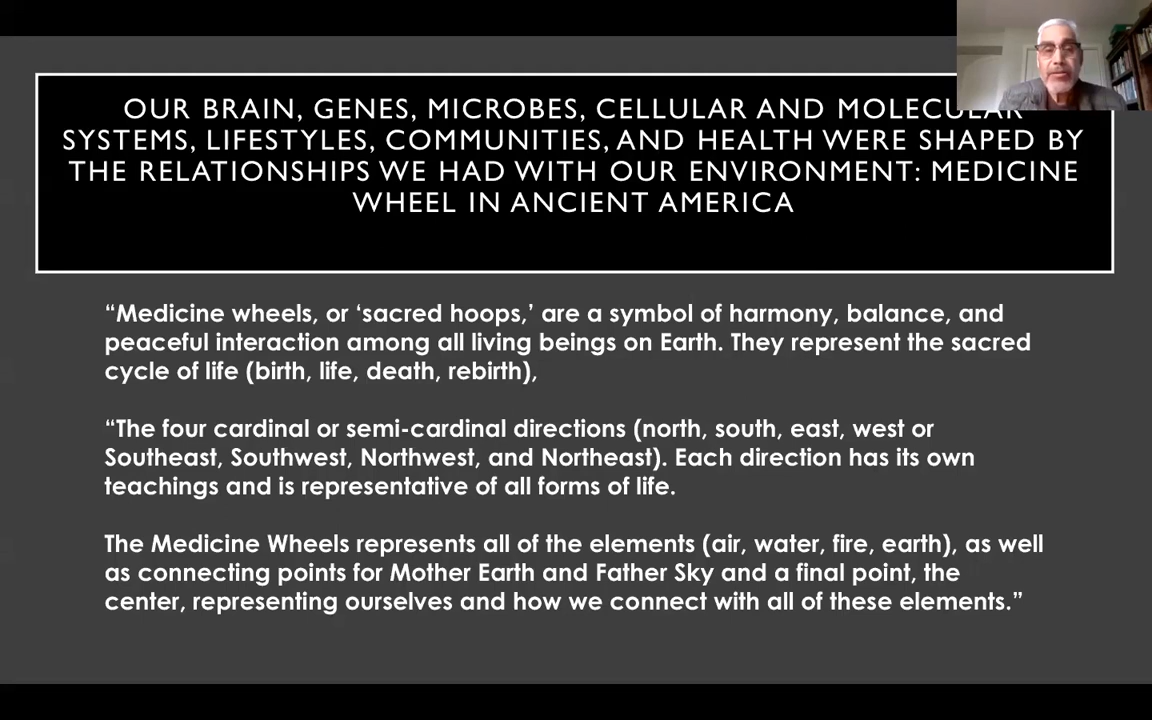 OUR BRAIN, GENES, MICROBES, CELLULAR AND MOLECULAR
SYSTEMS, LIFESTYLES, COMMUNITIES, AND HEALTH WERE SHAPED BY
THE RELATIONSHIPS WE HAD WITH OUR ENVIRONMENT: MEDICINE
WHEEL IN ANCIENT AMERICA
“Medicine wheels, or ‘sacred hoops,’ are a symbol of harmony, balance, and
peaceful interaction among all living beings on Earth. They represent the sacred
cycle of life (birth, life, death, rebirth),
“The four cardinal or semi-cardinal directions (north, south, east, west or
Southeast, Southwest, Northwest, and Northeast). Each direction has its own
teachings and is representative of all forms of life.
The Medicine Wheels represents all of the elements (air, water, fire, earth), as well
as connecting points for Mother Earth and Father Sky and a final point, the
center, representing ourselves and how we connect with all of these elements.”